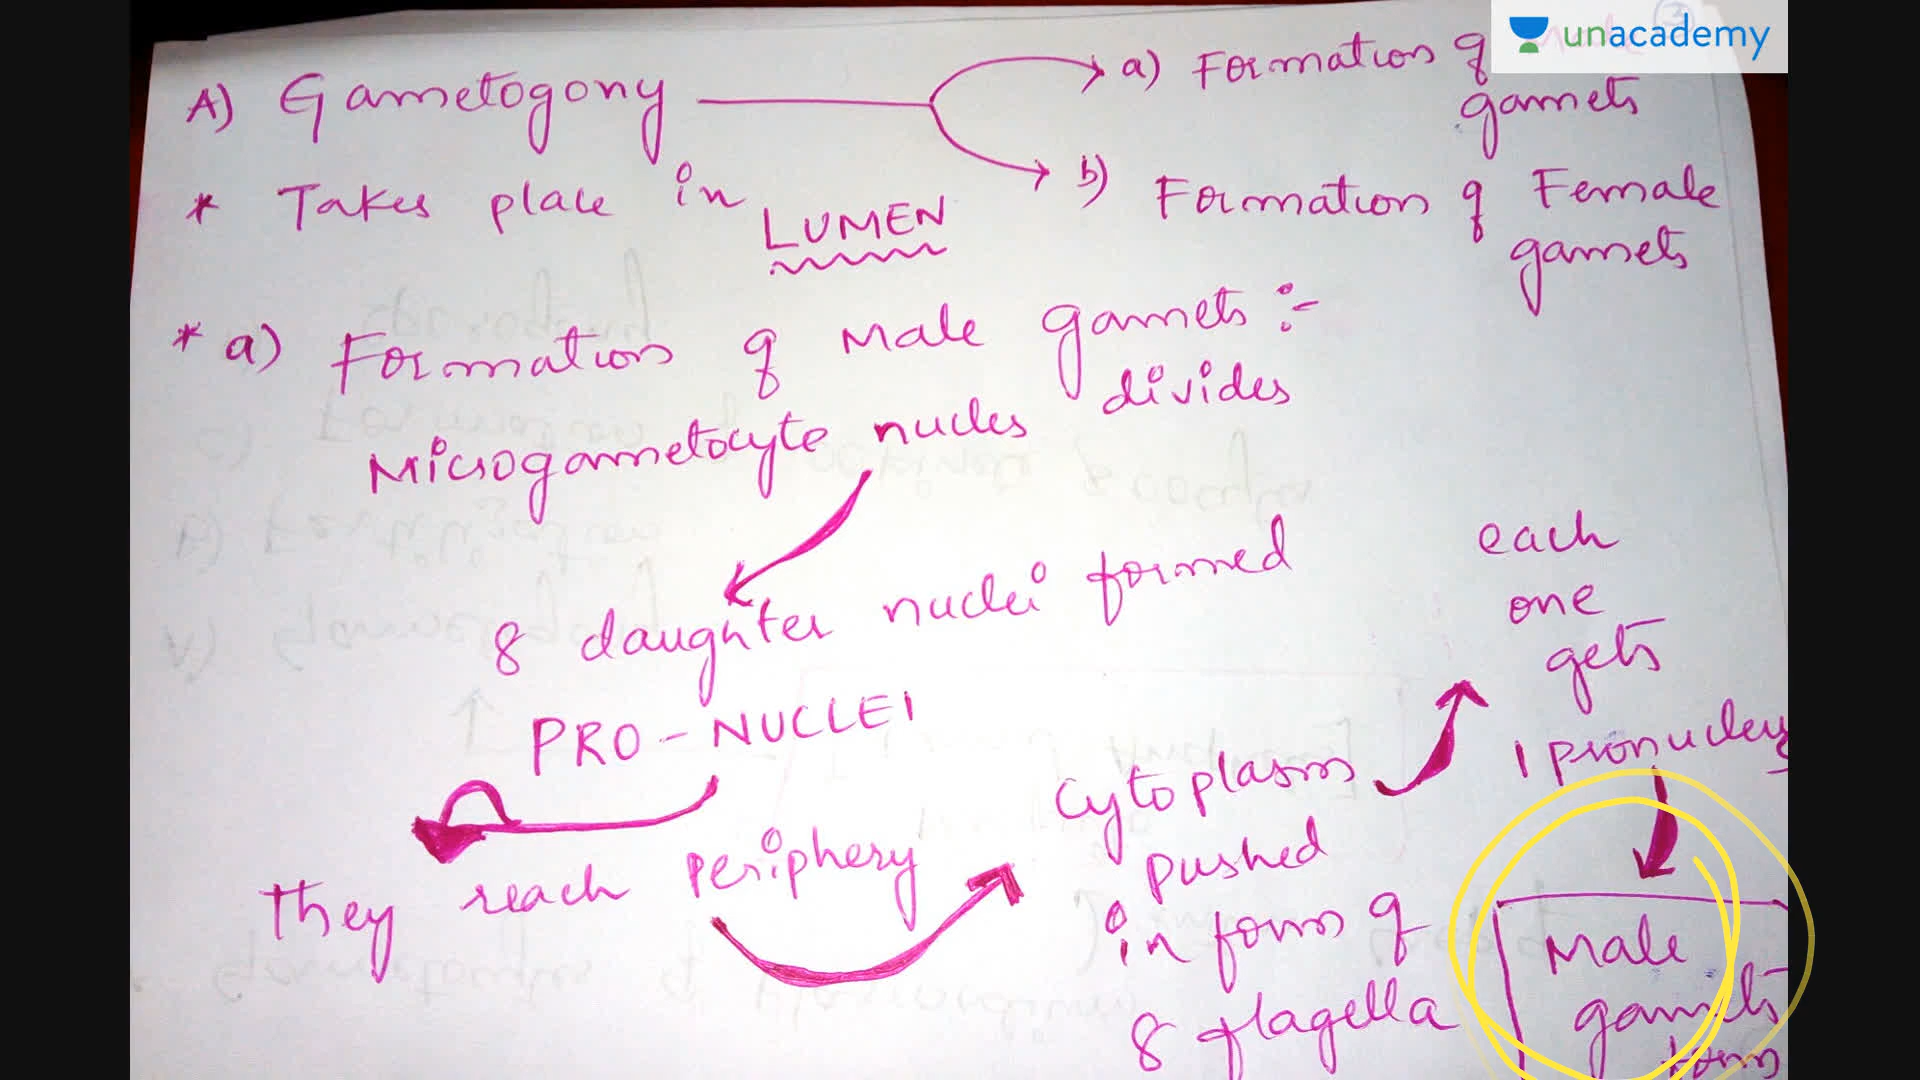 unacademy
A) Gametogony
a) Formation of
gamets
b) Formation of Female
gamets
* Takes place in
LUMEN
* a) Formation of Male gamets :-
Microgametocyte nucles divides
8 daughter nuclei formed
PRO-NUCLEI
They reach Periphery
Cytoplasm
pushed
in form of
8 flagella
each
one
gets
1 pronucleus
Male
gamets
form